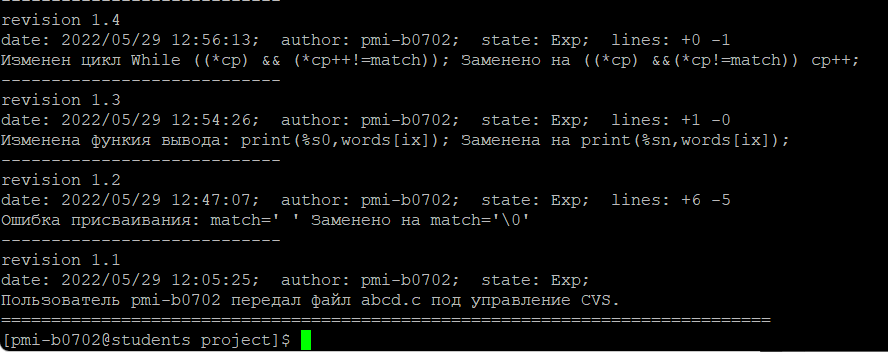 ----------------------------
revision 1.4
date: 2022/05/29 12:56:13;  author: pmi-b0702;  state: Exp;  lines: +0 -1
Изменен цикл While ((*cp) && (*cp++!=match)); Заменено на ((*cp) &&(*cp!=match)) cp++;
----------------------------
revision 1.3
date: 2022/05/29 12:54:26;  author: pmi-b0702;  state: Exp;  lines: +1 -0
Изменена функия вывода: print(%s0,words[ix]); Заменена на print(%sn,words[ix]);
----------------------------
revision 1.2
date: 2022/05/29 12:47:07;  author: pmi-b0702;  state: Exp;  lines: +6 -5
Ошибка присваивания: match=' ' Заменено на match='\0'
----------------------------
revision 1.1
date: 2022/05/29 12:05:25;  author: pmi-b0702;  state: Exp;
Пользователь pmi-b0702 передал файл abcd.c под управление CVS.
=============================================================================
[pmi-b0702@students project]$